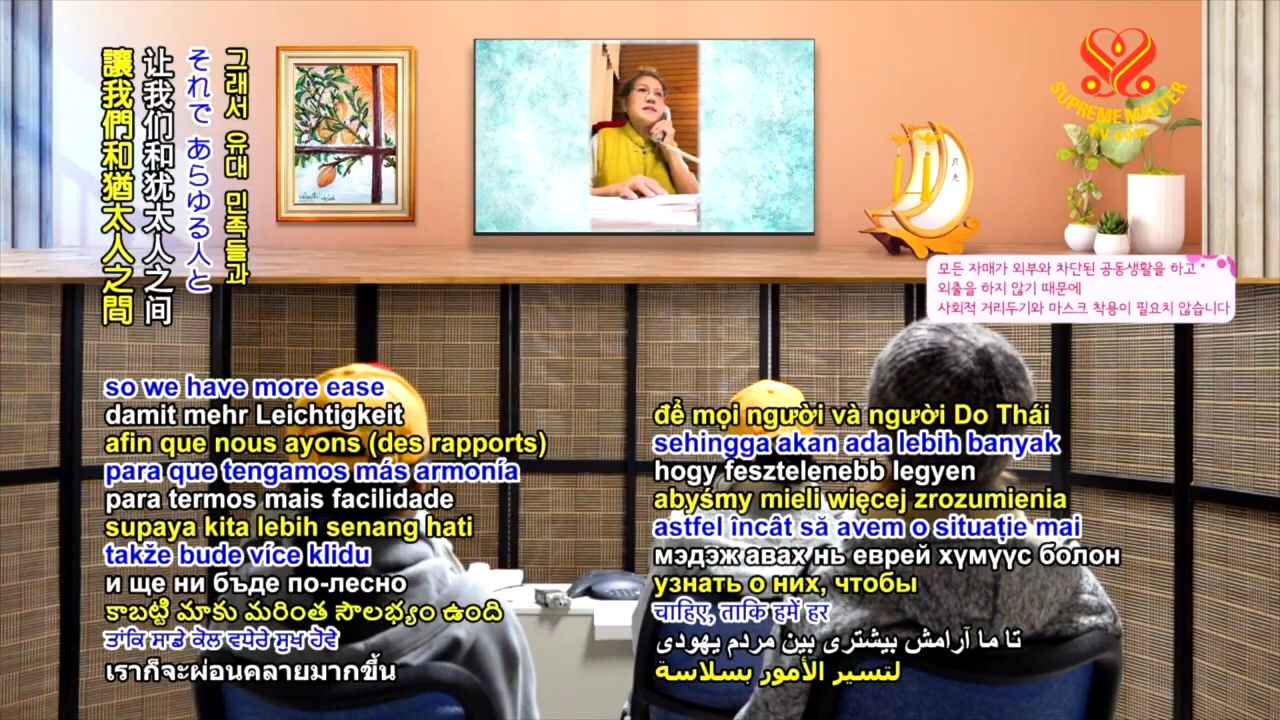 그래서 유대 민족들과
それで あらゆる人と
让我们和犹太人之间
讓我們和猶太人之間
SUPREME MASTER
TV.com
月光
모든 자매가 외부와 차단된 공동생활을 하고
외출을 하지 않기 때문에
사회적 거리두기와 마스크 착용이 필요치 않습니다
so we have more ease
damit mehr Leichtigkeit
afin que nous ayons (des rapports)
para que tengamos más armonía
para termos mais facilidade
supaya kita lebih senang hati
takže bude více klidu
и ще ни бъде по-лесно
కాబట్టి మాకు మరింత సౌలభ్యం ఉంది
ਤਾਂਕਿ ਸਾਡੇ ਕੋਲ ਵਧੇਰੇ ਸੁਖ ਹੋਵੇ
เราก็จะผ่อนคลายมากขึ้น
để mọi người và người Do Thái
sehingga akan ada lebih banyak
hogy fesztelenebb legyen
abyśmy mieli więcej zrozumienia
astfel încât să avem o situație mai
мэдэж авах нь еврей хүмүүс болон
узнать о них, чтобы
चाहिए, ताकि हमें हर
تا ما آرامش بیشتری بین مردم یهودی
لتسير الأمور بسلاسة